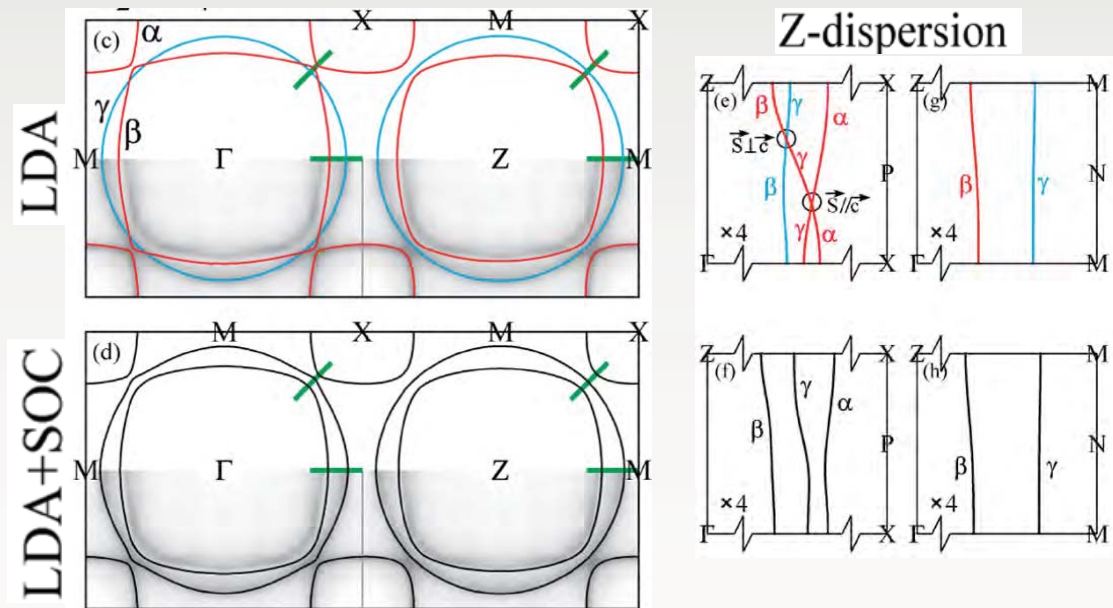 LDA
(c) α X M X
γ
β
M Γ Z M
LDA+SOC
M X M X
(d)
M Γ Z M
Z-dispersion
Z X
(e) β γ α
S⊥c
γ P
β S//c
×4 γ α
Γ X
Z M
(g)
β γ N
×4
Γ M
Z X
(f) γ α
β P
×4
Γ X
Z M
(h)
β γ N
×4
Γ M